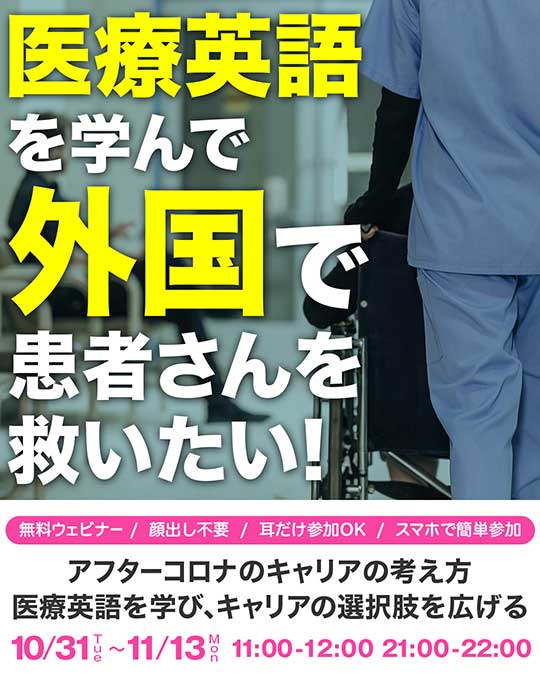 医療英語
を学んで
外国で
患者さんを
救いたい!
無料ウェビナー / 顔出し不要 / 耳だけ参加OK / スマホで簡単参加
アフターコロナのキャリアの考え方
医療英語を学び、キャリアの選択肢を広げる
10/31 Tue ～11/13 Mon 11:00-12:00 21:00-22:00